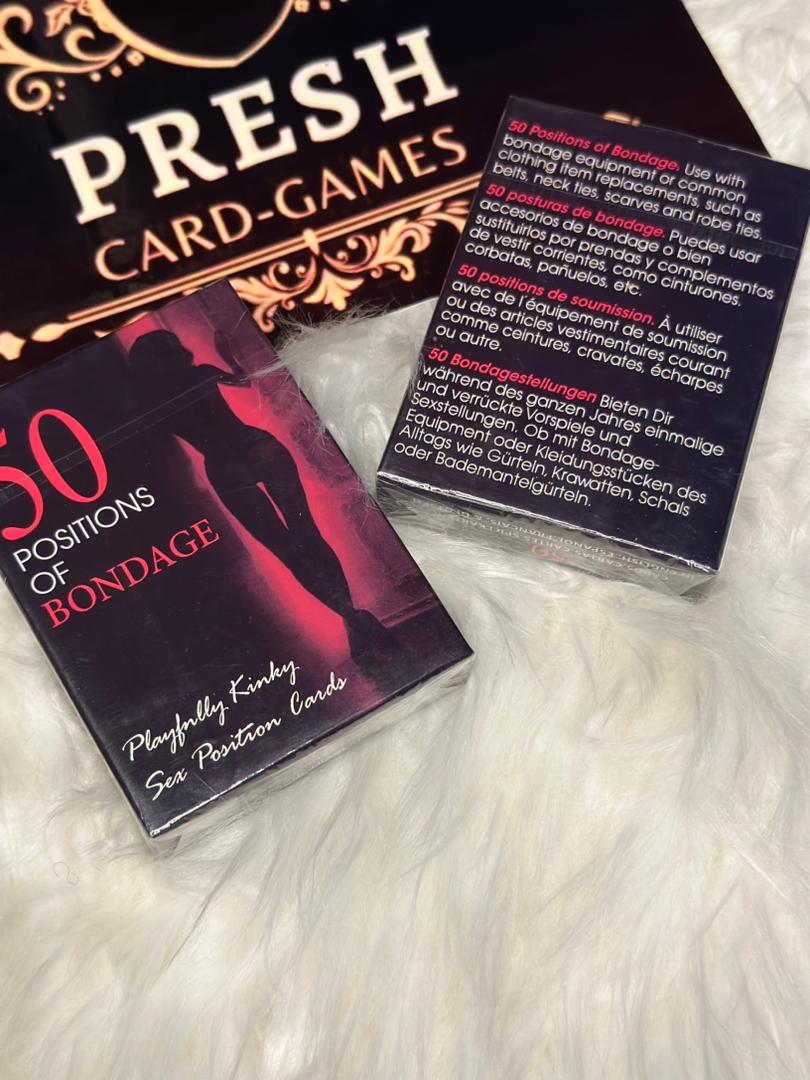 PRESH
CARD-GAMES
50
POSITIONS
OF
BONDAGE
Playfully Kinky
Sex Position Cards
50 Positions of Bondage. Use with
bondage equipment or common
clothing item replacements, such as
belts, neck ties, scarves and robe ties.
50 posturas de bondage. Puedes usar
accesorios de bondage o bien
sustituirlos por prendas y complementos
de vestir corrientes, como cinturones.
corbatas, pañuelos, etc.
50 positions de soumission. À utiliser
avec de l'équipement de soumission
ou des articles vestimentaires courant
comme ceintures, cravates, écharpes
ou autre.
50 Bondagestellungen Bieten Dir
während des ganzen Jahres einmalige
und verrückte Vorspiele und
Sexstellungen. Ob mit Bondage-
Equipment oder Kleidungsstücken des
Alltags wie Gürteln, Krawatten, Schals
oder Bademantelgürteln.
50